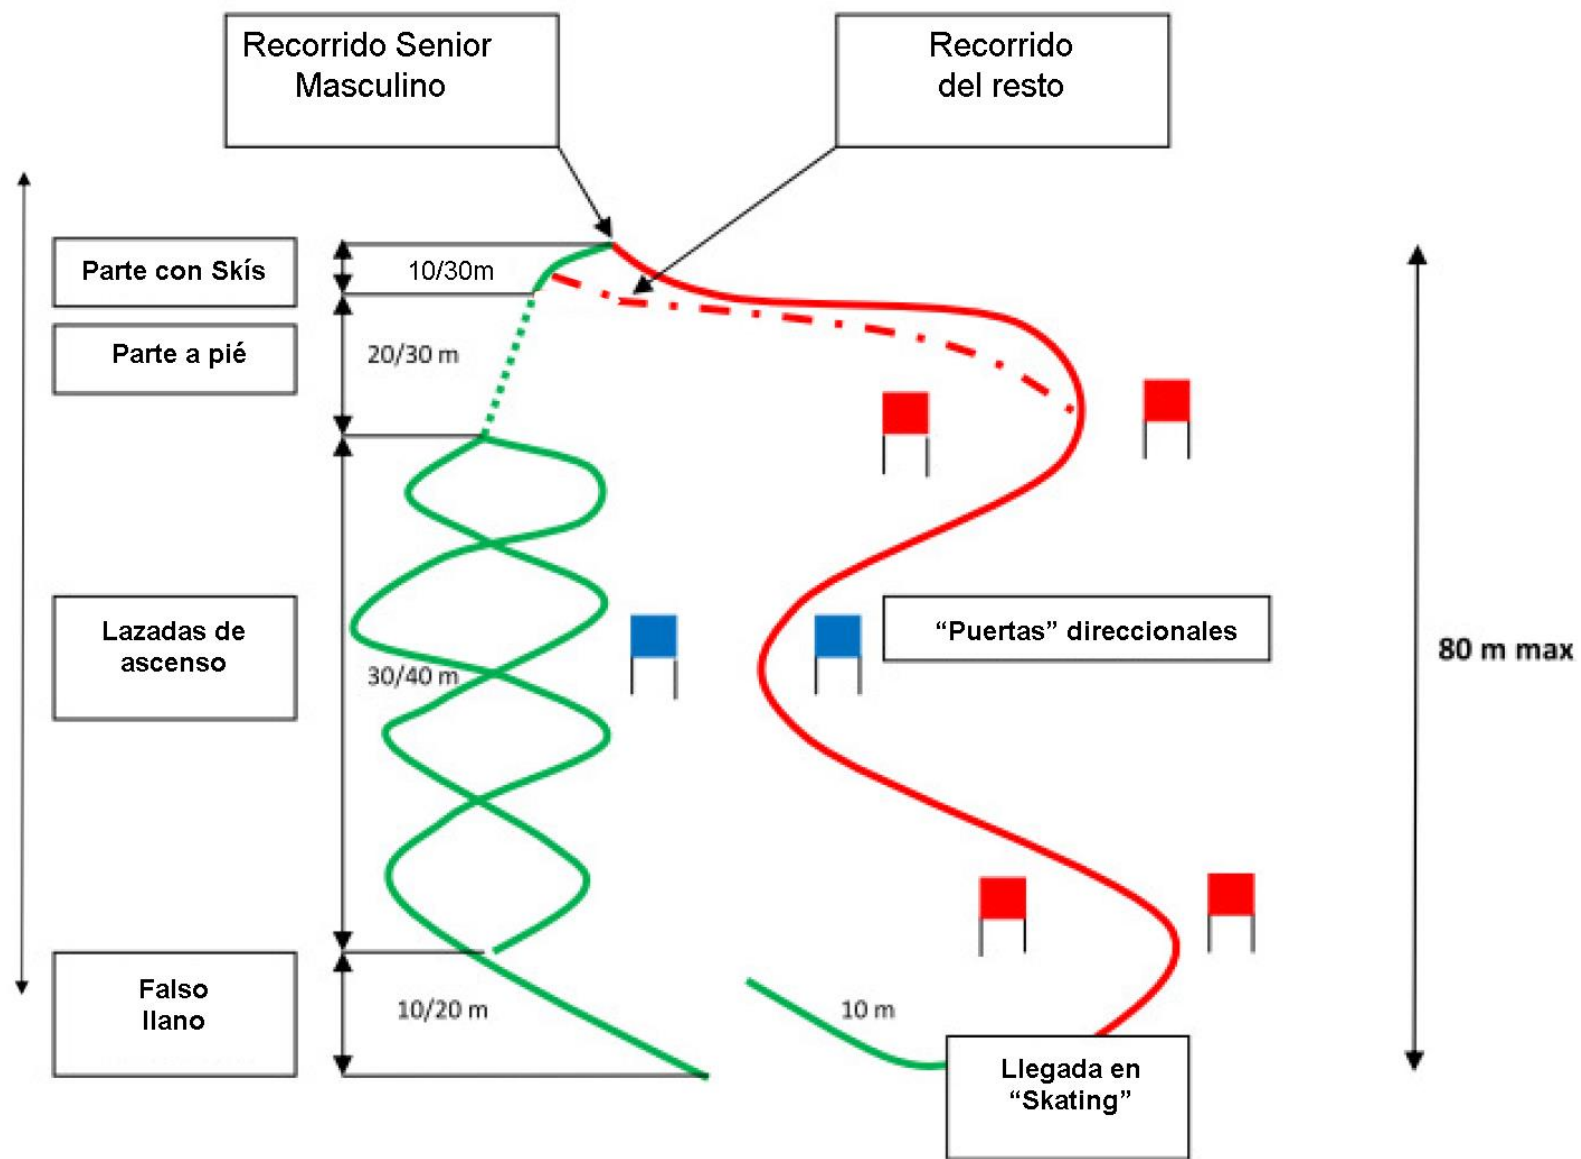 Recorrido Senior
Masculino
Recorrido
del resto
Parte con Skís
10/30m
Parte a pié
20/30 m
Lazadas de
ascenso
30/40 m
“Puertas” direccionales
80 m max
Falso
llano
10/20 m
10 m
Llegada en
“Skating”